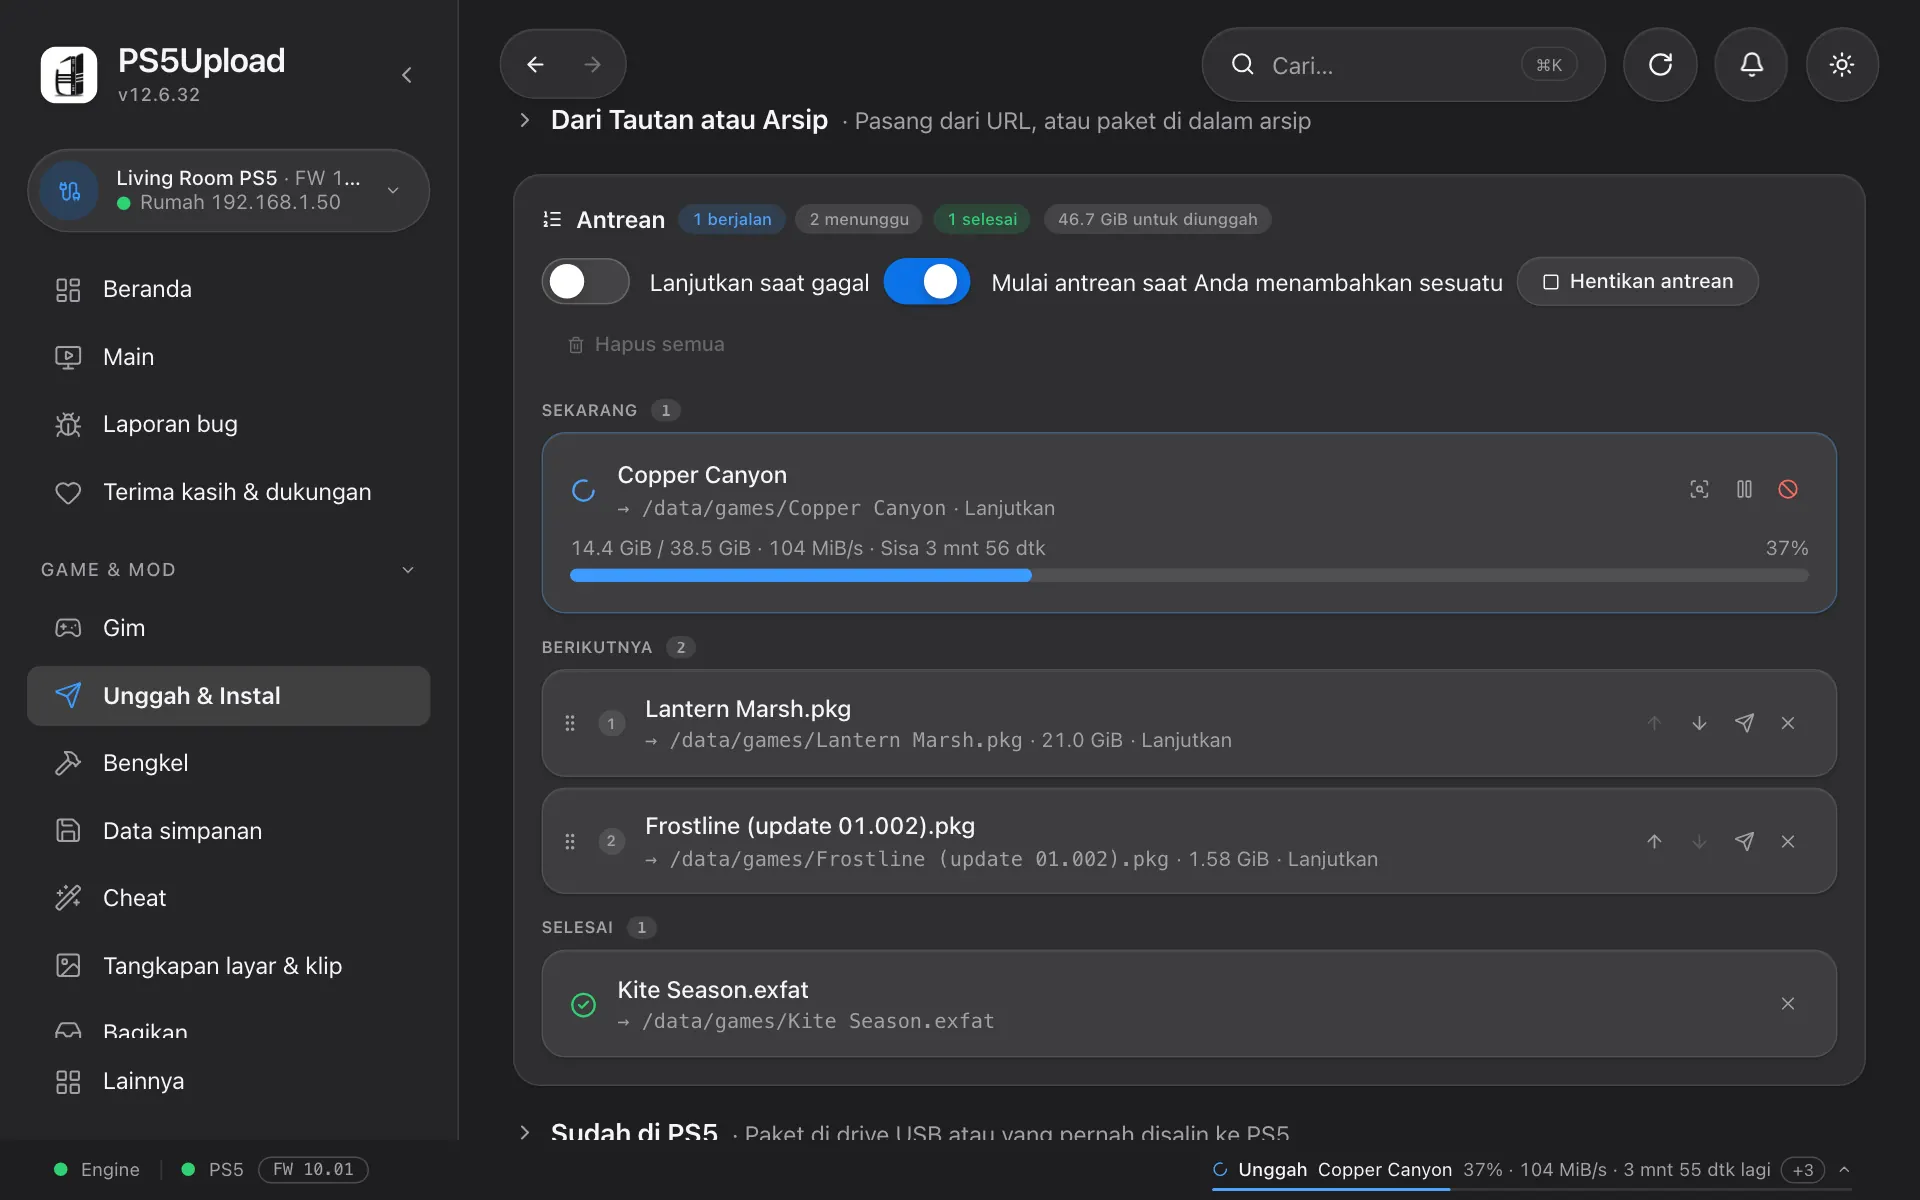 PS5Upload
v12.6.32
Living Room PS5 · FW 1...
Rumah 192.168.1.50
Beranda
Main
Laporan bug
Terima kasih & dukungan
GAME & MOD
Gim
Unggah & Instal
Bengkel
Data simpanan
Cheat
Tangkapan layar & klip
Bagikan
Lainnya
Cari...
⌘K
Dari Tautan atau Arsip · Pasang dari URL, atau paket di dalam arsip
Antrean 1 berjalan 2 menunggu 1 selesai 46.7 GiB untuk diunggah
Lanjutkan saat gagal Mulai antrean saat Anda menambahkan sesuatu Hentikan antrean
Hapus semua
SEKARANG 1
Copper Canyon
→ /data/games/Copper Canyon · Lanjutkan
14.4 GiB / 38.5 GiB · 104 MiB/s · Sisa 3 mnt 56 dtk 37%
BERIKUTNYA 2
1 Lantern Marsh.pkg
→ /data/games/Lantern Marsh.pkg · 21.0 GiB · Lanjutkan
2 Frostline (update 01.002).pkg
→ /data/games/Frostline (update 01.002).pkg · 1.58 GiB · Lanjutkan
SELESAI 1
Kite Season.exfat
→ /data/games/Kite Season.exfat
Sudah di PS5 · Paket di drive USB atau yang pernah disalin ke PS5
Engine PS5 FW 10.01
Unggah Copper Canyon 37% · 104 MiB/s · 3 mnt 55 dtk lagi +3